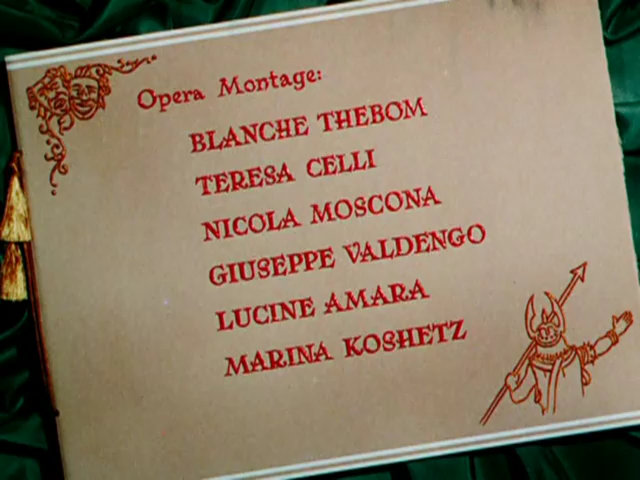 Opera Montage:
BLANCHE THEBOM
TERESA CELLI
NICOLA MOSCONA
GIUSEPPE VALDENGO
LUCINE AMARA
MARINA KOSHETZ